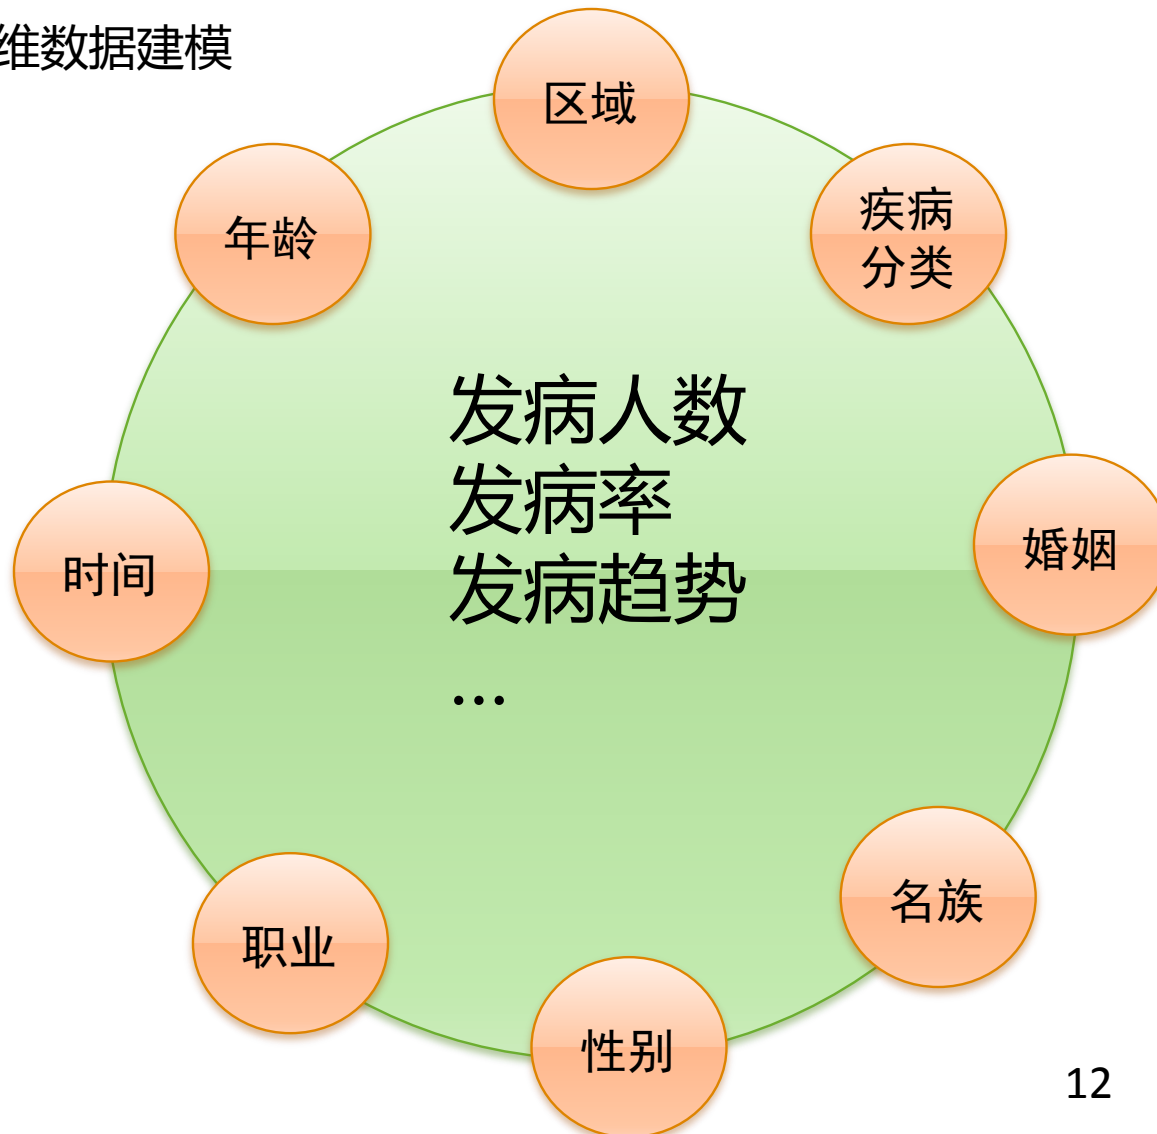 维数据建模
区域
年龄
疾病
分类
发病人数
发病率
发病趋势
...
时间
婚姻
名族
职业
性别
12